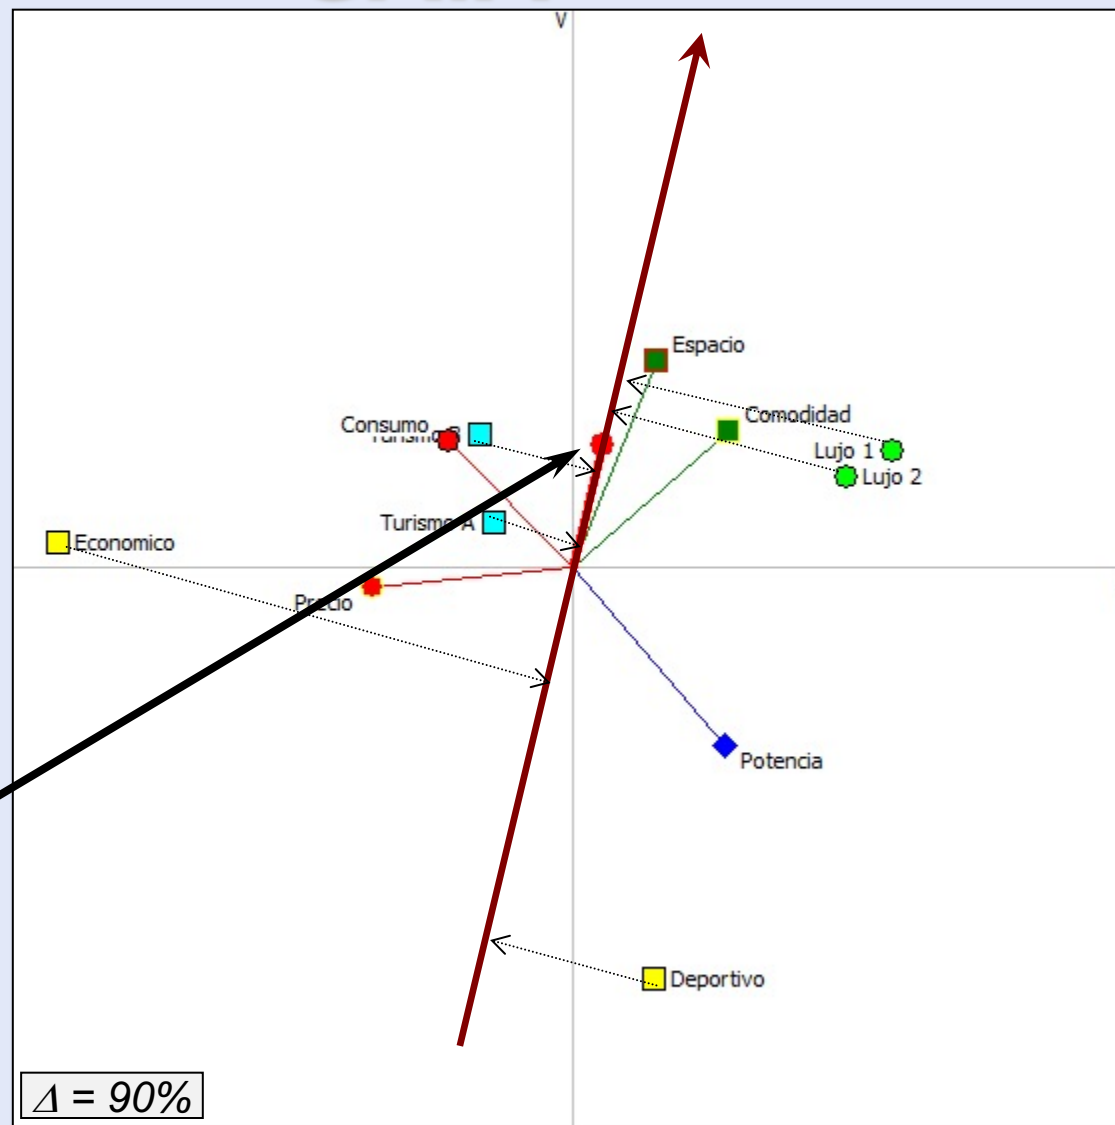 V
Espacio
Comodidad
Consumo
Lujo 1
Lujo 2
Turismo A
Economico
Precio
Potencia
Deportivo
Δ = 90%